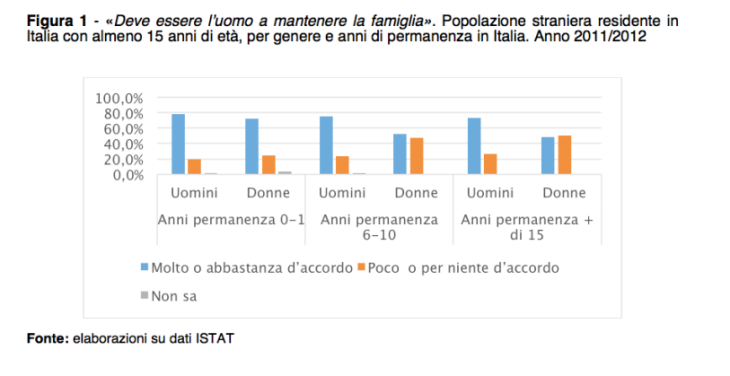 Figura 1 - «Deve essere l'uomo a mantenere la famiglia». Popolazione straniera residente in
Italia con almeno 15 anni di età, per genere e anni di permanenza in Italia. Anno 2011/2012
100,0%
80,0%
60,0%
40,0%
20,0%
0,0%
Uomini Donne Uomini Donne Uomini Donne
Anni permanenza 0-1 Anni permanenza 6-10 Anni permanenza + di 15
Molto o abbastanza d'accordo Poco o per niente d'accordo
Non sa
Fonte: elaborazioni su dati ISTAT